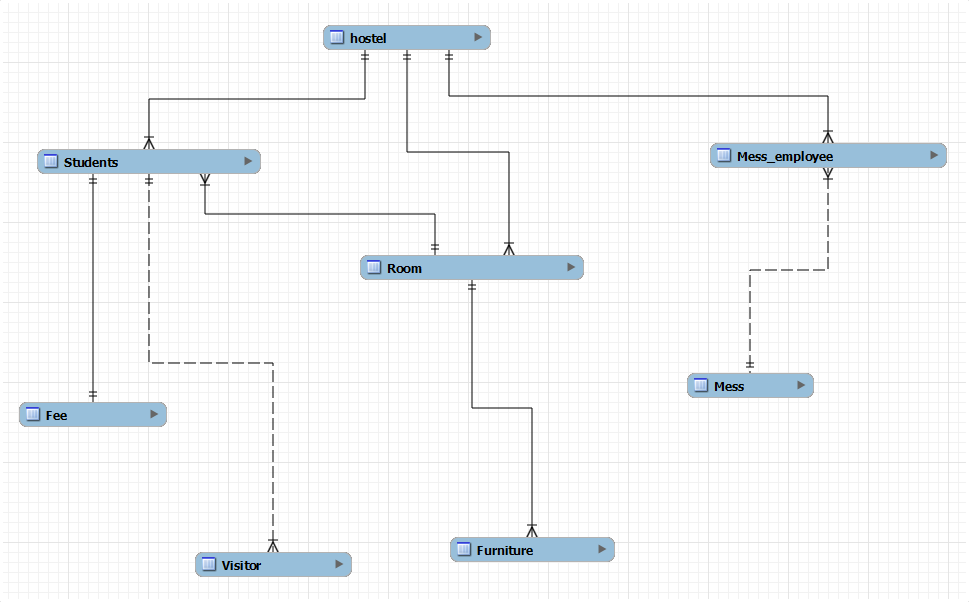 hostel
Students
Mess_employee
Room
Mess
Fee
Furniture
Visitor